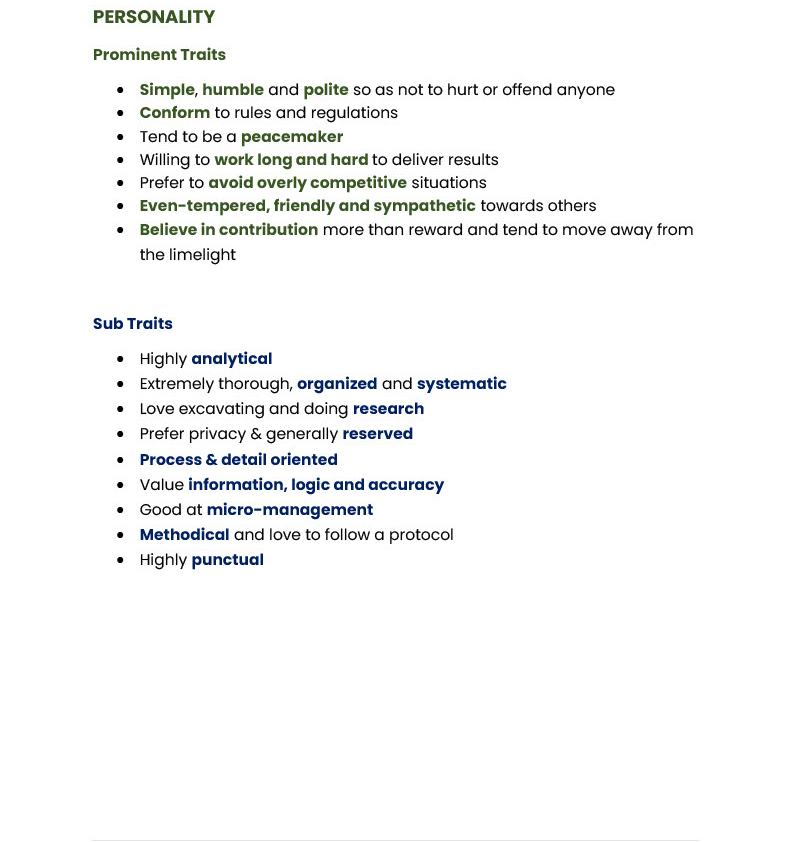 PERSONALITY
Prominent Traits
• Simple, humble and polite so as not to hurt or offend anyone
• Conform to rules and regulations
• Tend to be a peacemaker
• Willing to work long and hard to deliver results
• Prefer to avoid overly competitive situations
• Even-tempered, friendly and sympathetic towards others
• Believe in contribution more than reward and tend to move away from
the limelight
Sub Traits
• Highly analytical
• Extremely thorough, organized and systematic
• Love excavating and doing research
• Prefer privacy & generally reserved
• Process & detail oriented
• Value information, logic and accuracy
• Good at micro-management
• Methodical and love to follow a protocol
• Highly punctual